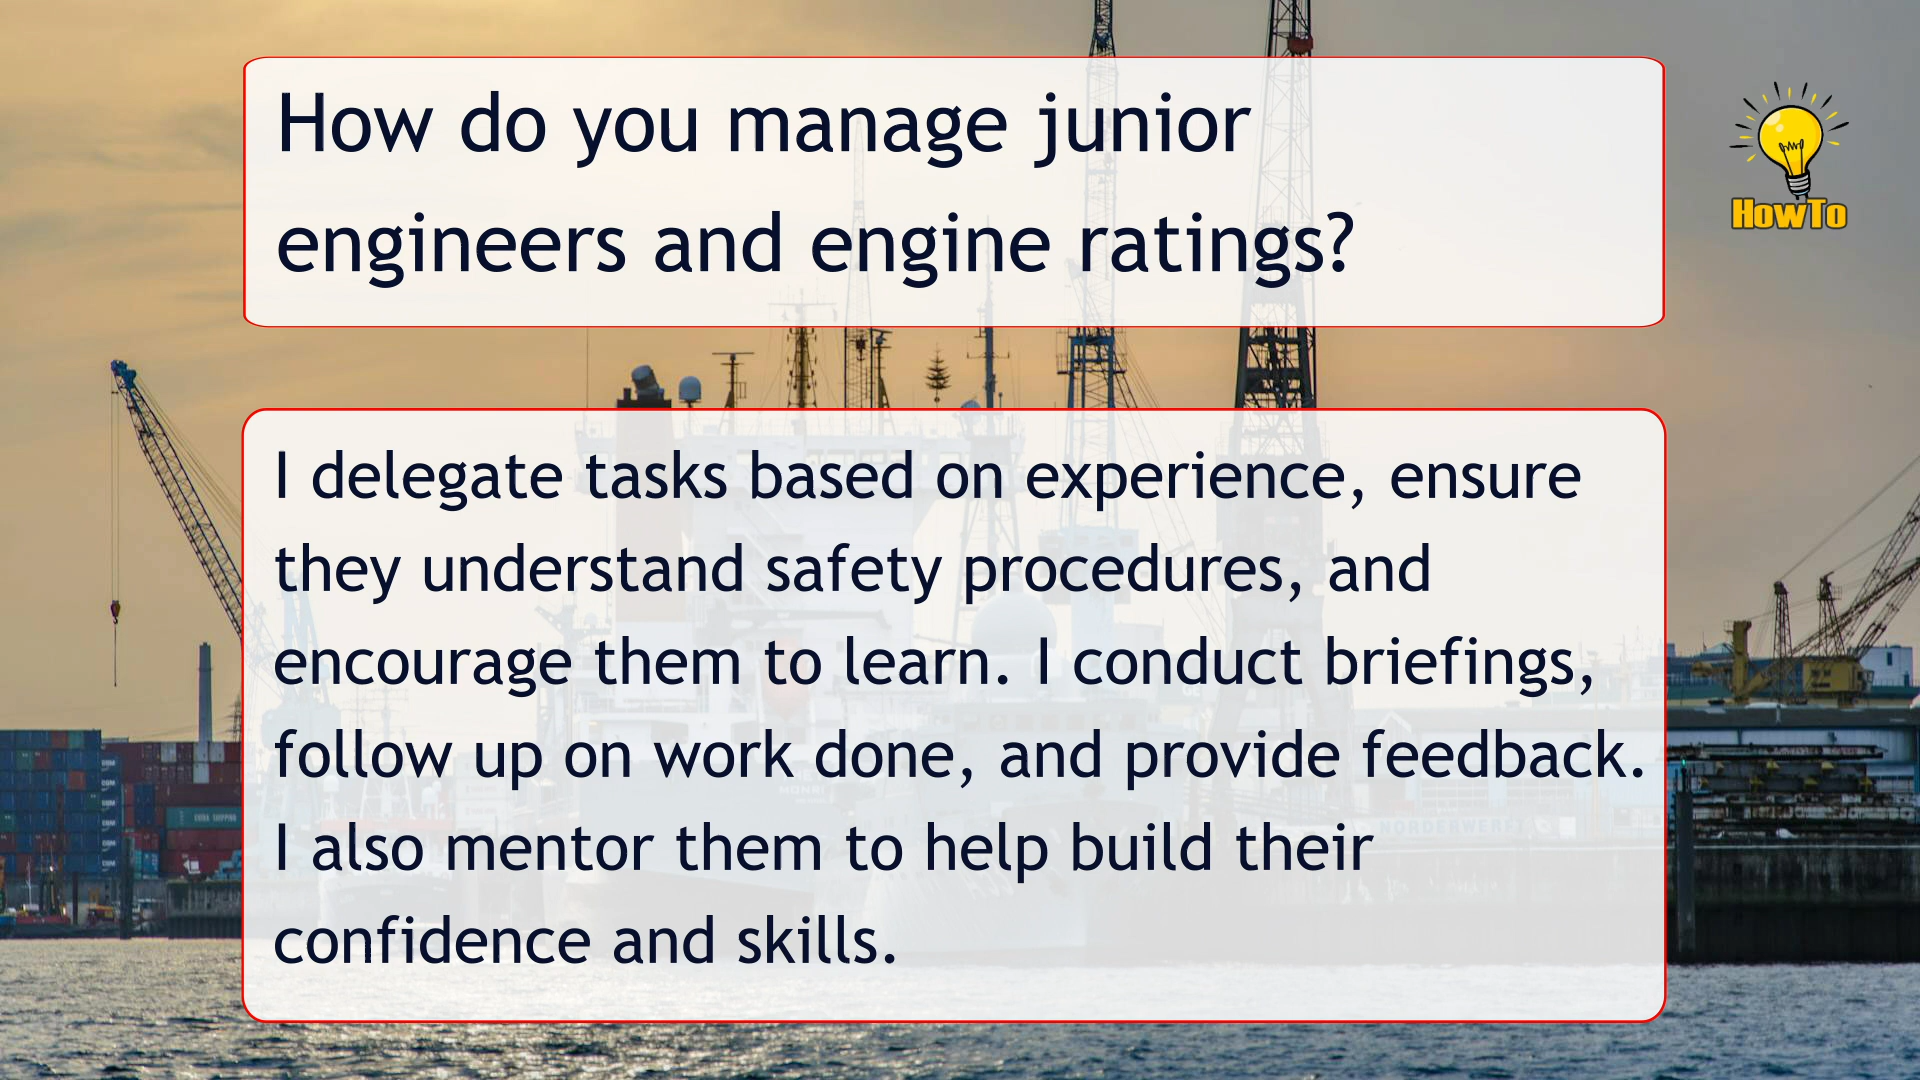 How do you manage junior
engineers and engine ratings?
HowTo
I delegate tasks based on experience, ensure
they understand safety procedures, and
encourage them to learn. I conduct briefings,
follow up on work done, and provide feedback.
I also mentor them to help build their
confidence and skills.